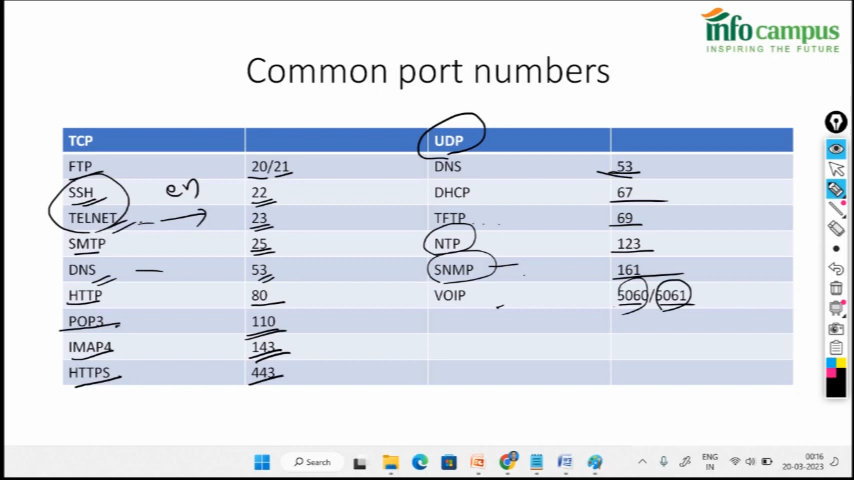 info campus
INSPIRING THE FUTURE
Common port numbers
TCP UDP
FTP 20/21 DNS 53
SSH en 22 DHCP 67
TELNET 23 TFTP 69
SMTP 25 NTP 123
DNS 53 SNMP 161
HTTP 80 VOIP 5060/5061
POP3 110
IMAP4 143
HTTPS 443
Search
ENG
IN
00:16
20-03-2023